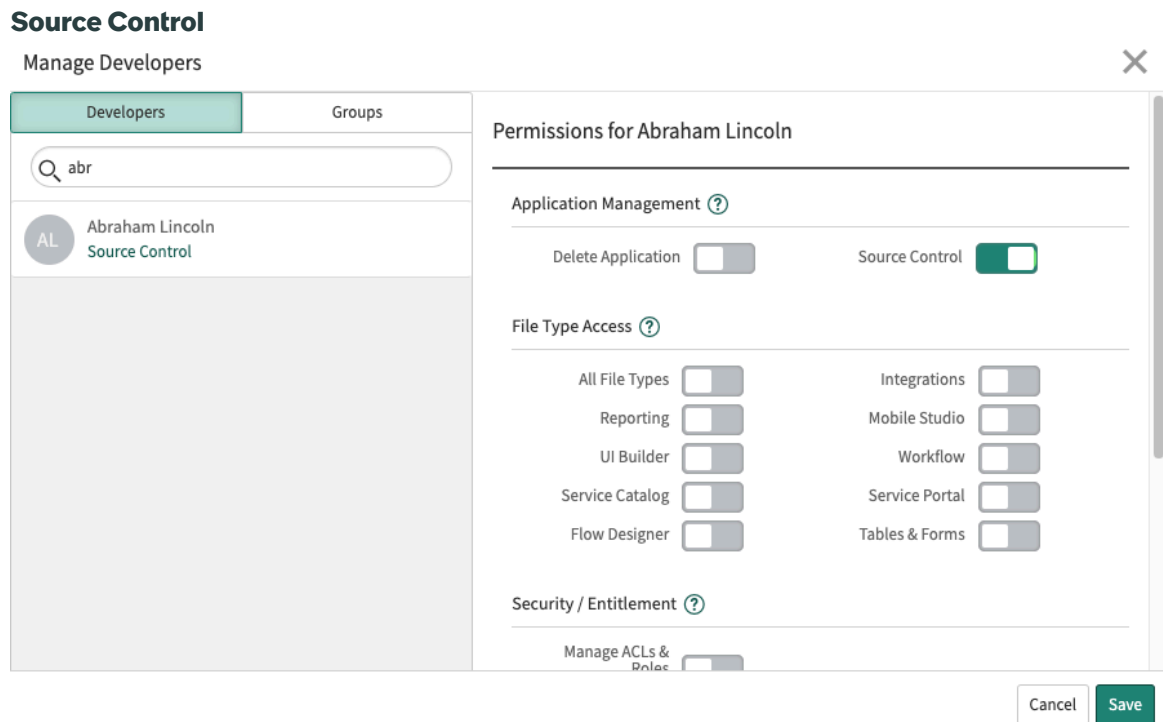 Source Control
Manage Developers
Developers
Groups
abr
AL
Abraham Lincoln
Source Control
Permissions for Abraham Lincoln
Application Management ?
Delete Application
Source Control
File Type Access ?
All File Types
Integrations
Reporting
Mobile Studio
UI Builder
Workflow
Service Catalog
Service Portal
Flow Designer
Tables & Forms
Security / Entitlement ?
Manage ACLs &
Roles
Cancel
Save